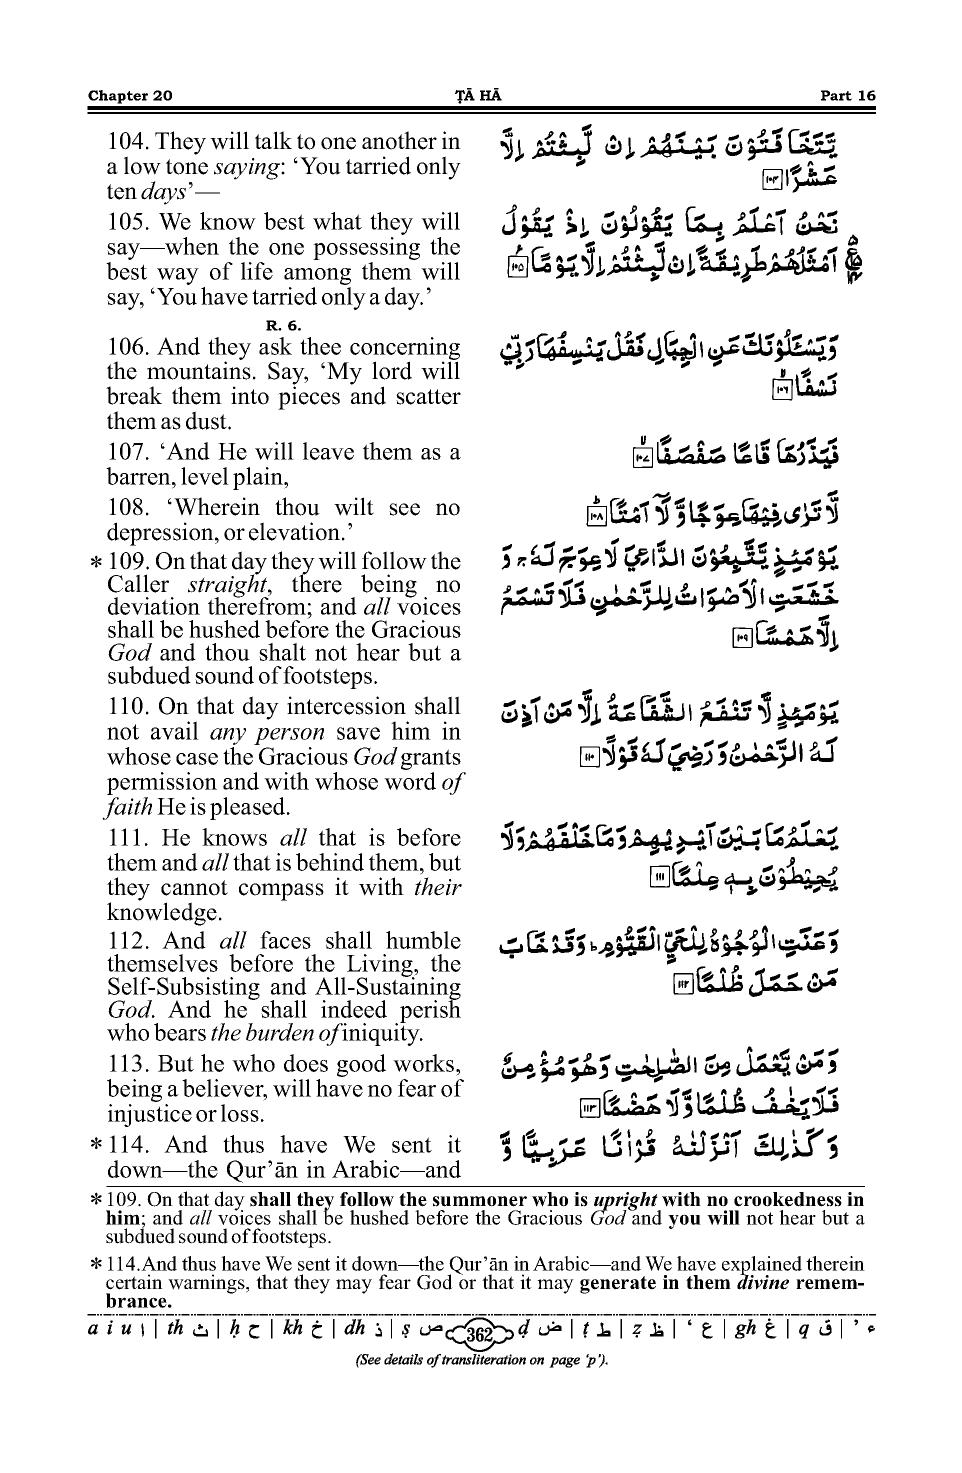 Chapter 20 ṬĀ HĀ Part 16
104. They will talk to one another in
a low tone saying: ‘You tarried only
ten days’—
يَّتَخَافَتُوْنَ بَيْنَهُمْ اِنْ لَّبِثْتُمْ اِلَّا
عَشْرًا ۱۰۴
105. We know best what they will
say—when the one possessing the
best way of life among them will
say, ‘You have tarried only a day.’
نَحْنُ اَعْلَمُ بِمَا يَقُوْلُوْنَ اِذْ يَقُوْلُ
اَمْثَلُهُمْ طَرِيْقَةً اِنْ لَّبِثْتُمْ اِلَّا يَوْمًا ۱۰۵
R. 6.
106. And they ask thee concerning
the mountains. Say, ‘My lord will
break them into pieces and scatter
them as dust.
وَيَسْـَٔلُوْنَكَ عَنِ الْجِبَالِ فَقُلْ يَنْسِفُهَا رَبِّيْ
نَسْفًا ۱۰۶
107. ‘And He will leave them as a
barren, level plain,
فَيَذَرُهَا قَاعًا صَفْصَفًا ۱۰۷
108. ‘Wherein thou wilt see no
depression, or elevation.’
لَّا تَرٰى فِيْهَا عِوَجًا وَّلَآ اَمْتًا ۱۰۸
* 109. On that day they will follow the
Caller straight, there being no
deviation therefrom; and all voices
shall be hushed before the Gracious
God and thou shalt not hear but a
subdued sound of footsteps.
يَوْمَئِذٍ يَّتَّبِعُوْنَ الدَّاعِيَ لَا عِوَجَ لَهٗ ۚ وَ
خَشَعَتِ الْاَصْوَاتُ لِلرَّحْمٰنِ فَلَا تَسْمَعُ
اِلَّا هَمْسًا ۱۰۹
110. On that day intercession shall
not avail any person save him in
whose case the Gracious God grants
permission and with whose word of
faith He is pleased.
يَوْمَئِذٍ لَّا تَنْفَعُ الشَّفَاعَةُ اِلَّا مَنْ اَذِنَ
لَهُ الرَّحْمٰنُ وَرَضِيَ لَهٗ قَوْلًا ۱۱۰
111. He knows all that is before
them and all that is behind them, but
they cannot compass it with their
knowledge.
يَعْلَمُ مَا بَيْنَ اَيْدِيْهِمْ وَمَا خَلْفَهُمْ وَلَا
يُحِيْطُوْنَ بِهٖ عِلْمًا ۱۱۱
112. And all faces shall humble
themselves before the Living, the
Self-Subsisting and All-Sustaining
God. And he shall indeed perish
who bears the burden of iniquity.
وَعَنَتِ الْوُجُوْهُ لِلْحَيِّ الْقَيُّوْمِ ؕ وَقَدْ خَابَ
مَنْ حَمَلَ ظُلْمًا ۱۱۲
113. But he who does good works,
being a believer, will have no fear of
injustice or loss.
وَمَنْ يَّعْمَلْ مِنَ الصّٰلِحٰتِ وَهُوَ مُؤْمِنٌ
فَلَا يَخٰفُ ظُلْمًا وَّلَا هَضْمًا ۱۱۳
* 114. And thus have We sent it
down—the Qur’ān in Arabic—and
وَكَذٰلِكَ اَنْزَلْنٰهُ قُرْاٰنًا عَرَبِيًّا وَّ
* 109. On that day shall they follow the summoner who is upright with no crookedness in
him; and all voices shall be hushed before the Gracious God and you will not hear but a
subdued sound of footsteps.
* 114.And thus have We sent it down—the Qur’ān in Arabic—and We have explained therein
certain warnings, that they may fear God or that it may generate in them divine remem-
brance.
a i u ا | th ث | ḥ ح | kh خ | dh ذ | ṣ ص 362 ḍ ض | ṭ ط | ẓ ظ | ‘ ع | gh غ | q ق | ’ ء
(See details of transliteration on page ‘p’).